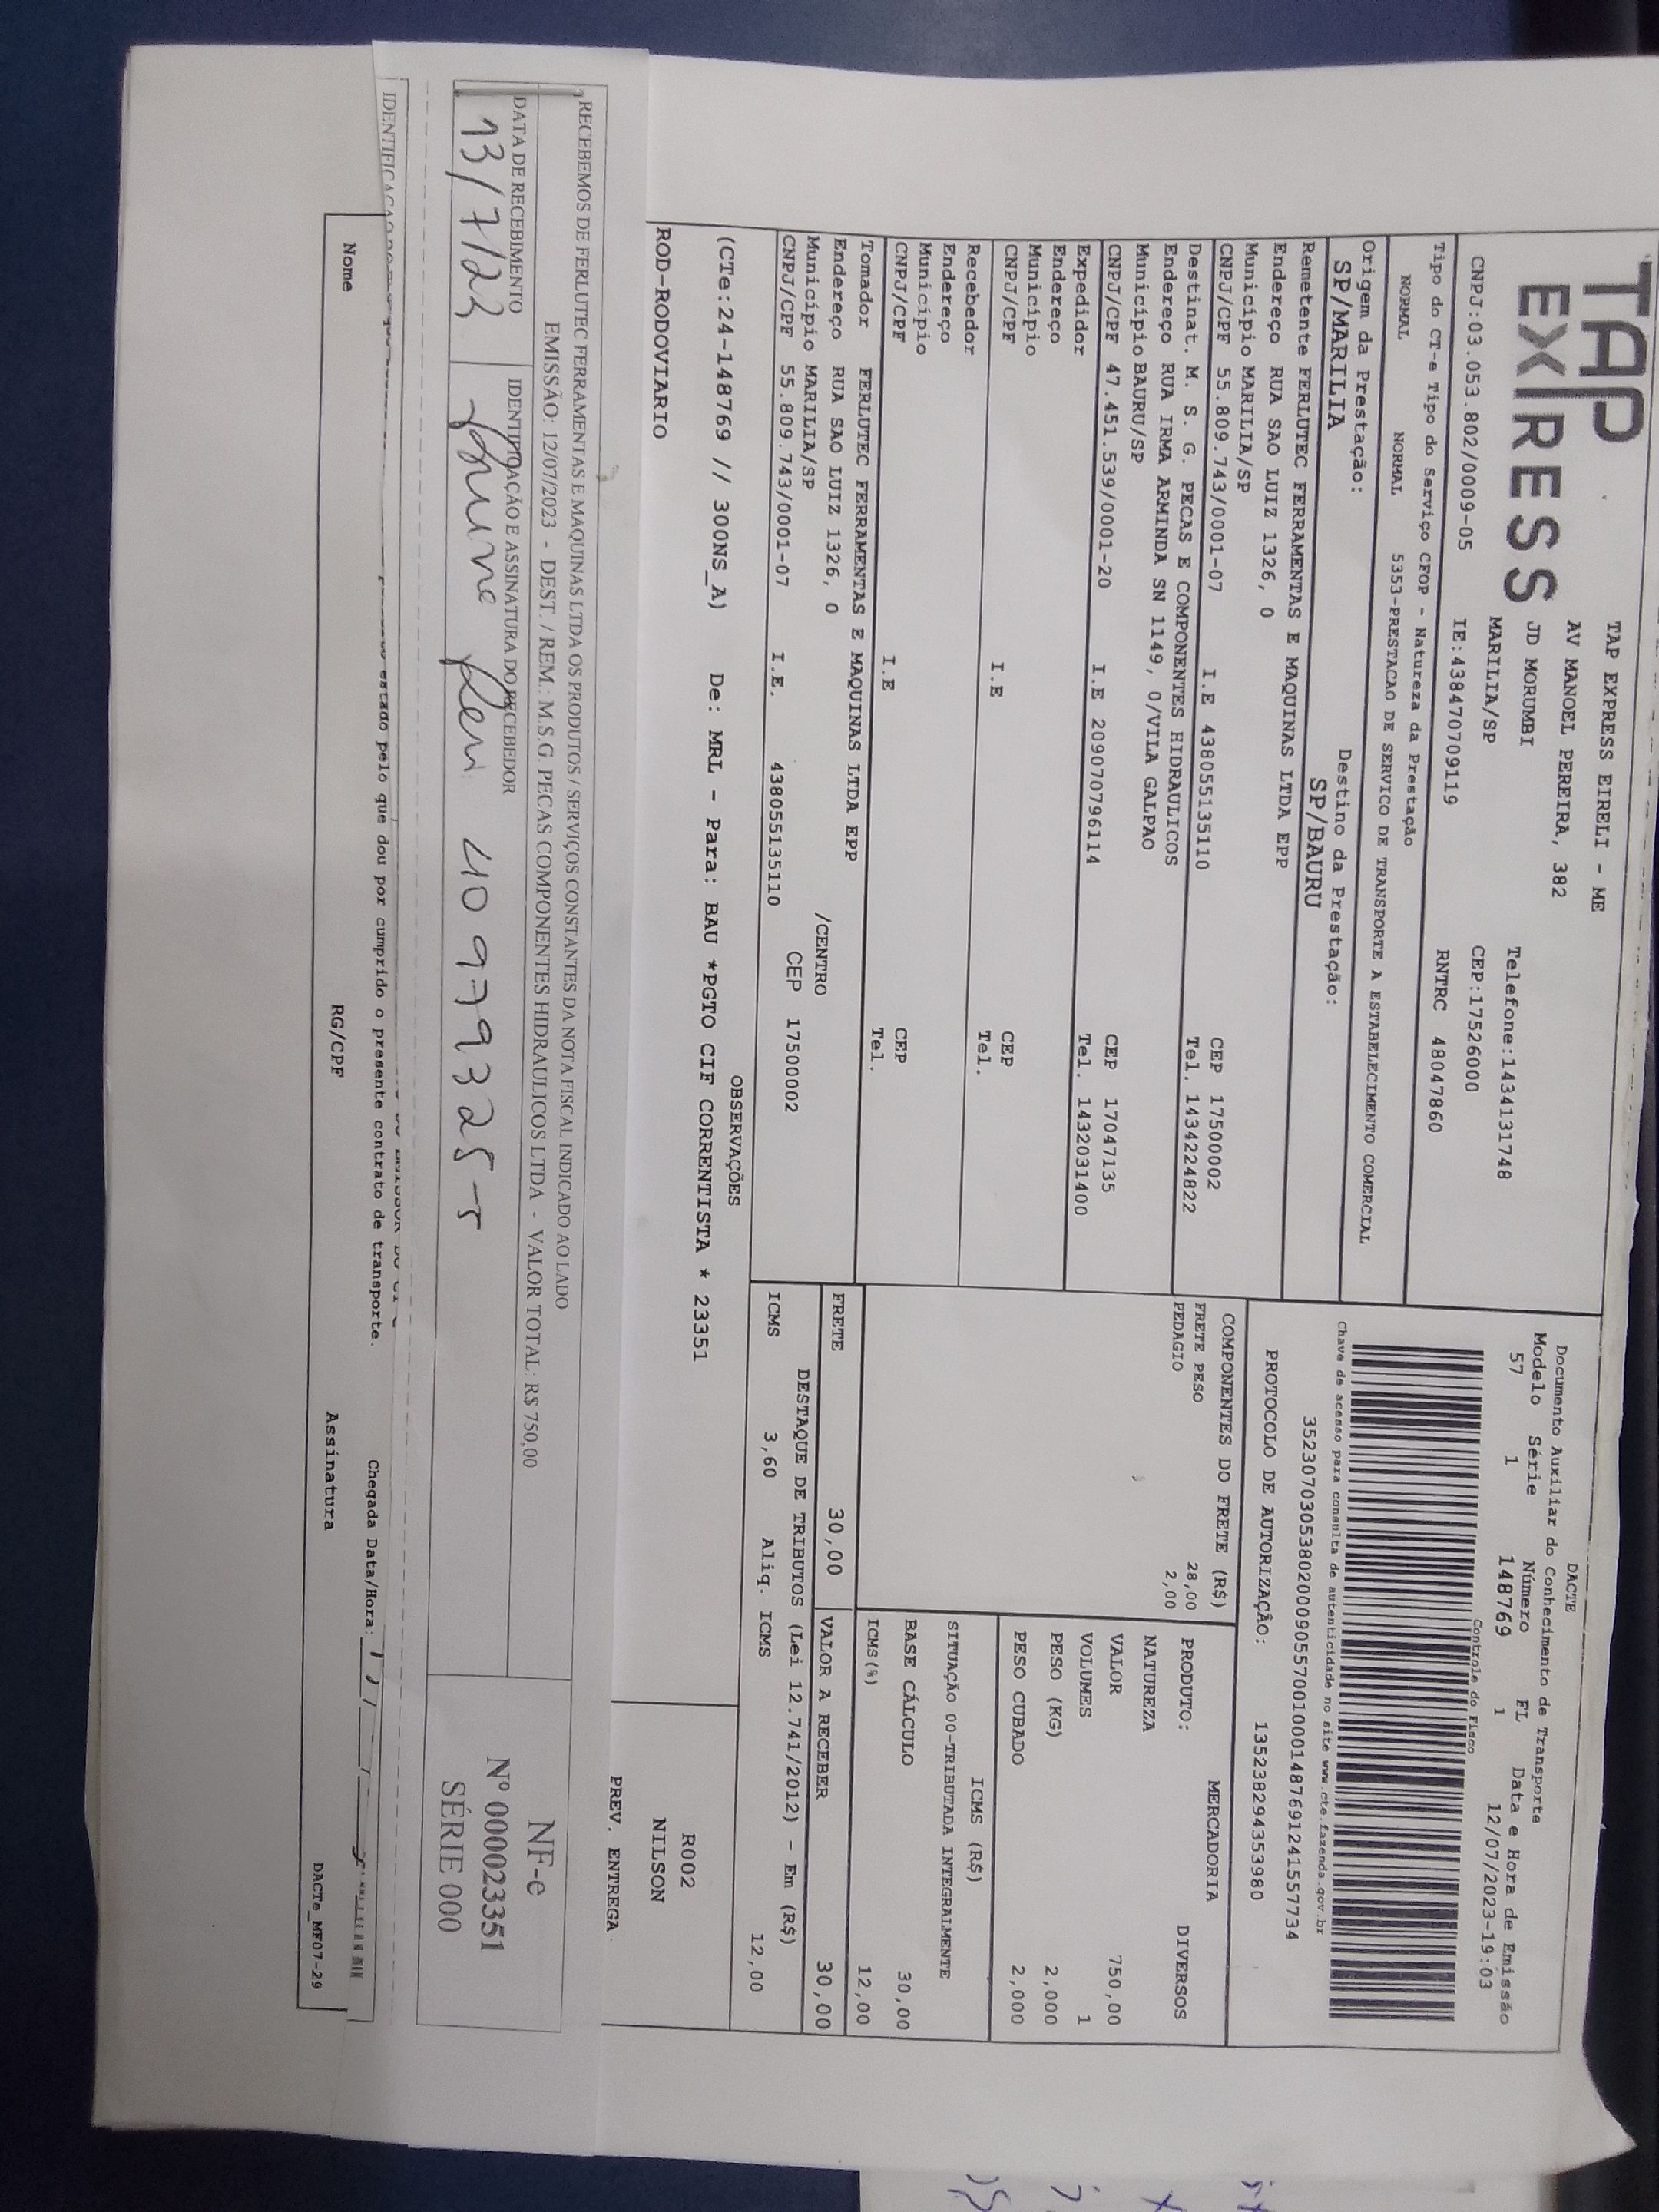 TAP
EXPRESS
TAP EXPRESS EIRELI - ME
AV MANOEL PEREIRA, 382
JD MORUMBI
MARILIA/SP
Telefone:1434131748
CEP:17526000
CNPJ:03.053.802/0009-05 IE:438470709119 RNTRC 48047860
DACTE
Documento Auxiliar do Conhecimento de Transporte
Modelo Série Número FL Data e Hora de Emissão
57 1 148769 1 12/07/2023-19:03
Controle do Fisco
Chave de acesso para consulta de autenticidade no site www.cte.fazenda.gov.br
35230703053802000905570010001487691241557734
PROTOCOLO DE AUTORIZAÇÃO: 135238294353980
Tipo do CT-e Tipo do Serviço CFOP - Natureza da Prestação
NORMAL NORMAL 5353-PRESTACAO DE SERVICO DE TRANSPORTE A ESTABELECIMENTO COMERCIAL
Origem da Prestação: Destino da Prestação:
SP/MARILIA SP/BAURU
Remetente FERLUTEC FERRAMENTAS E MAQUINAS LTDA EPP
Endereço RUA SAO LUIZ 1326, 0
Município MARILIA/SP CEP 17500002
CNPJ/CPF 55.809.743/0001-07 I.E 438055135110 Tel. 1434224822
Destinat. M. S. G. PECAS E COMPONENTES HIDRAULICOS
Endereço RUA IRMA ARMINDA SN 1149, 0/VILA GALPAO
Município BAURU/SP CEP 17047135
CNPJ/CPF 47.451.539/0001-20 I.E 209070796114 Tel. 1432031400
Expedidor
Endereço
Município CEP
CNPJ/CPF I.E Tel.
Recebedor
Endereço
Município CEP
CNPJ/CPF I.E Tel.
Tomador FERLUTEC FERRAMENTAS E MAQUINAS LTDA EPP
Endereço RUA SAO LUIZ 1326, 0 /CENTRO
Município MARILIA/SP CEP 17500002
CNPJ/CPF 55.809.743/0001-07 I.E. 438055135110
COMPONENTES DO FRETE (R$)
FRETE PESO 28,00
PEDAGIO 2,00
MERCADORIA
PRODUTO: DIVERSOS
NATUREZA
VALOR 750,00
VOLUMES 1
PESO (KG) 2,000
PESO CUBADO 2,000
ICMS (R$)
SITUAÇÃO 00-TRIBUTADA INTEGRALMENTE
BASE CÁLCULO 30,00
ICMS(%) 12,00
FRETE 30,00 VALOR A RECEBER 30,00
DESTAQUE DE TRIBUTOS (Lei 12.741/2012) - Em (R$)
ICMS 3,60 Aliq. ICMS 12,00
OBSERVAÇÕES
(CTe:24-148769 // 300NS_A) De: MRL - Para: BAU *PGTO CIF CORRENTISTA * 23351
R002
NILSON
ROD-RODOVIARIO
PREV. ENTREGA
RECEBEMOS DE FERLUTEC FERRAMENTAS E MAQUINAS LTDA OS PRODUTOS / SERVIÇOS CONSTANTES DA NOTA FISCAL INDICADO AO LADO
EMISSÃO: 12/07/2023 - DEST. / REM.: M.S.G. PECAS COMPONENTES HIDRAULICOS LTDA - VALOR TOTAL: R$ 750,00
DATA DE RECEBIMENTO IDENTIFICAÇÃO E ASSINATURA DO RECEBEDOR
13/7/23 40979325-5
NF-e
Nº 000023351
SÉRIE 000
estado pelo que dou por cumprido o presente contrato de transporte. Chegada Data/Hora:
Nome RG/CPF Assinatura
DACTe_MF07-29